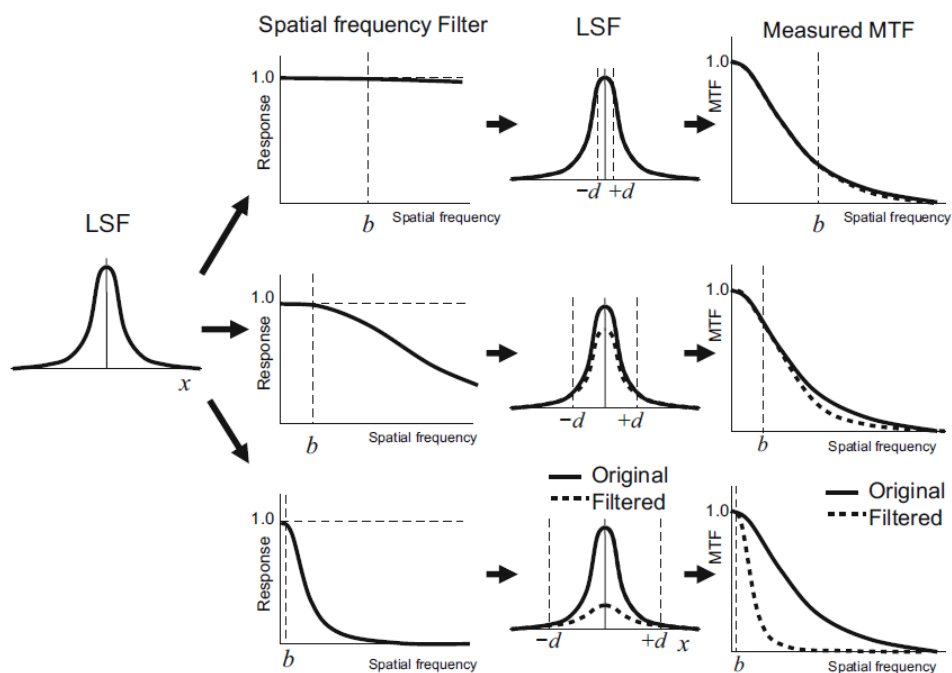 Spatial frequency Filter
LSF
Measured MTF
1.0
Response
b
Spatial frequency
−d
+d
1.0
MTF
b
Spatial frequency
LSF
x
1.0
Response
b
Spatial frequency
−d
+d
1.0
MTF
b
Spatial frequency
1.0
Response
b
Spatial frequency
Original
Filtered
−d
+d
x
1.0
MTF
Original
Filtered
b
Spatial frequency